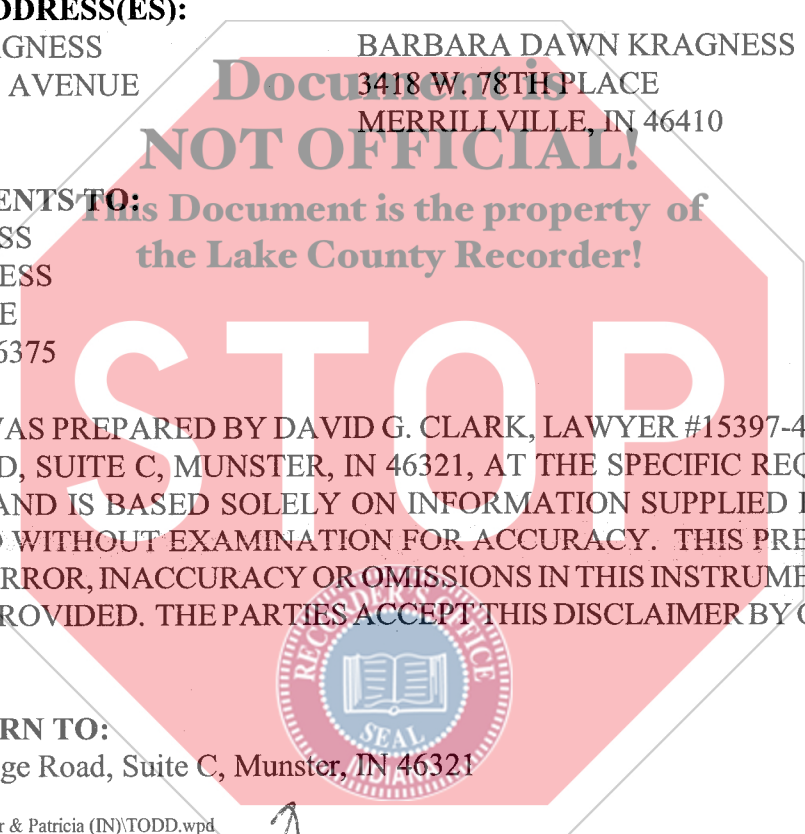 DDRESS(ES):
AGNESS BARBARA DAWN KRAGNESS
AVENUE 3418 W. 78TH PLACE
MERRILLVILLE, IN 46410
Document is
NOT OFFICIAL!
This Document is the property of
the Lake County Recorder!
ENTS TO:
SS
ESS
E
6375
STOP
WAS PREPARED BY DAVID G. CLARK, LAWYER #15397-4
D, SUITE C, MUNSTER, IN 46321, AT THE SPECIFIC REQ
AND IS BASED SOLELY ON INFORMATION SUPPLIED
WITHOUT EXAMINATION FOR ACCURACY. THIS PRE
RROR, INACCURACY OR OMISSIONS IN THIS INSTRUME
ROVIDED. THE PARTIES ACCEPT THIS DISCLAIMER BY
RECORDER'S OFFICE
SEAL
INDIANA
RN TO:
ge Road, Suite C, Munster, IN 46321
r & Patricia (IN)\TODD.wpd